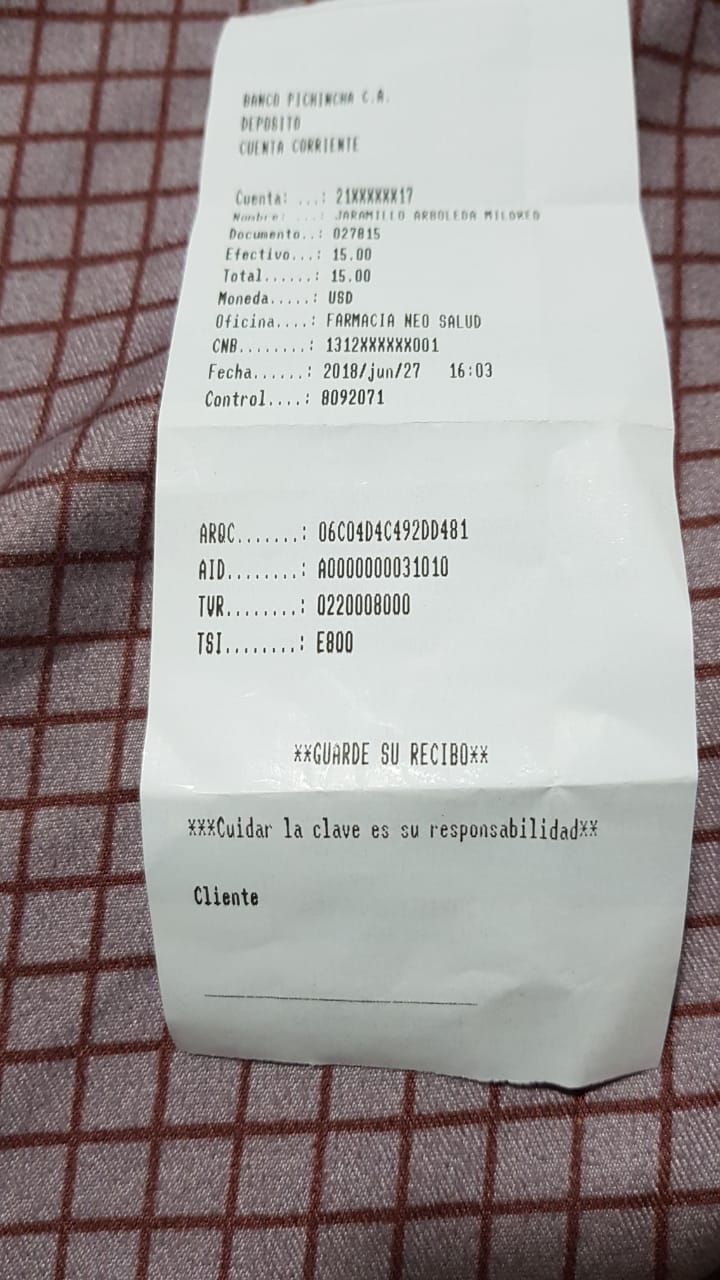 BANCO PICHINCHA C.A.
DEPOSITO
CUENTA CORRIENTE
Cuenta: ...: 21XXXXXX17
Nombre: ...: JARAMILLO ARBOLEDA MILDRED
Documento..: 027815
Efectivo...: 15.00
Total......: 15.00
Moneda.....: USD
Oficina....: FARMACIA NEO SALUD
CNB........: 1312XXXXXX001
Fecha......: 2018/jun/27 16:03
Control....: 8092071
ARQC.......: 06C04D4C492DD481
AID........: A0000000031010
TVR........: 0220008000
TSI........: E800
**GUARDE SU RECIBO**
***Cuidar la clave es su responsabilidad**
Cliente